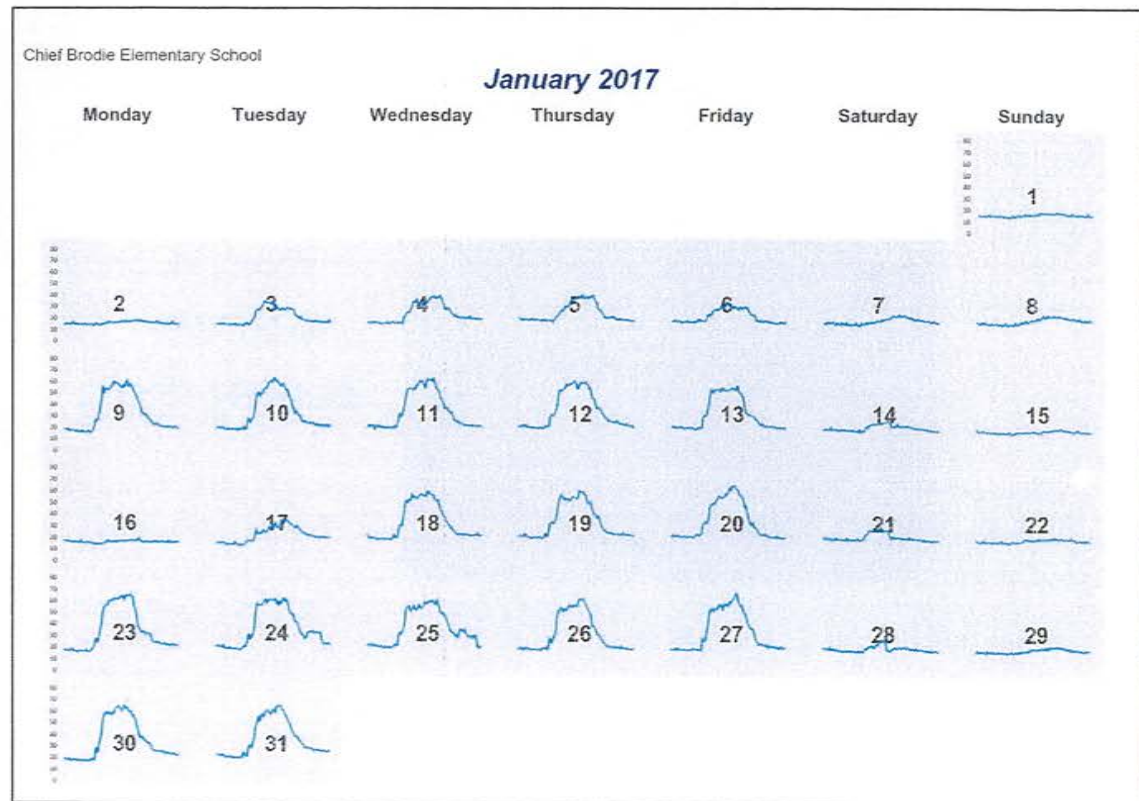 Chief Brodie Elementary School
January 2017
Monday Tuesday Wednesday Thursday Friday Saturday Sunday
1
2 3 4 5 6 7 8
9 10 11 12 13 14 15
16 17 18 19 20 21 22
23 24 25 26 27 28 29
30 31